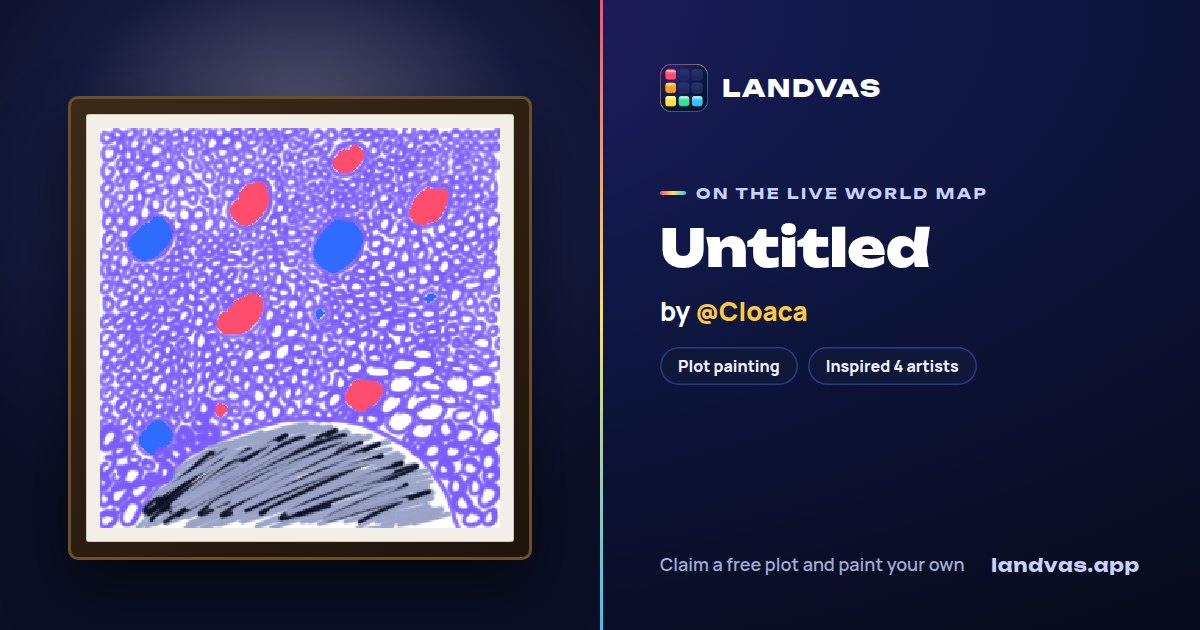 LANDVAS
ON THE LIVE WORLD MAP
Untitled
by @Cloaca
Plot painting
Inspired 4 artists
Claim a free plot and paint your own
landvas.app